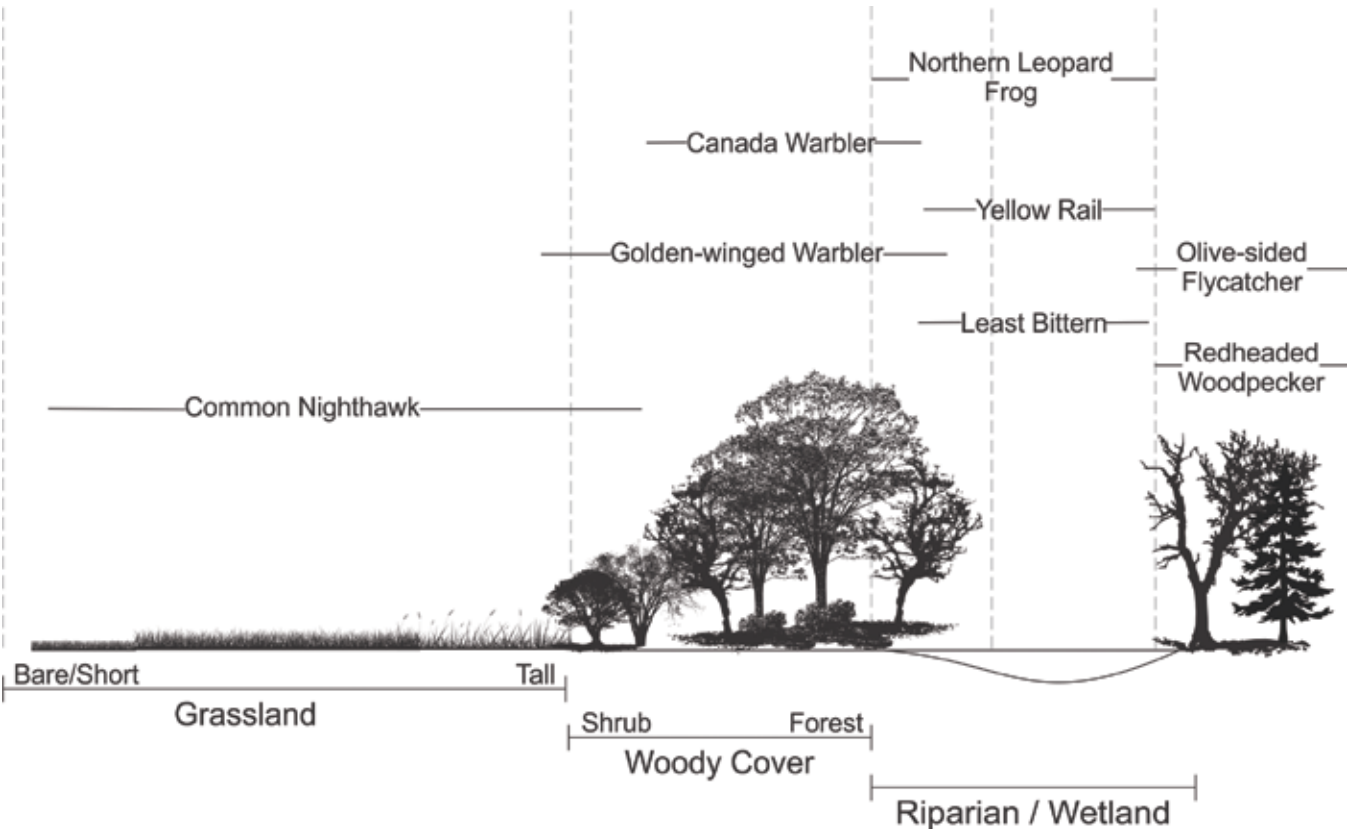 Northern Leopard
Frog
Canada Warbler
Yellow Rail
Golden-winged Warbler
Olive-sided
Flycatcher
Least Bittern
Redheaded
Woodpecker
Common Nighthawk
Bare/Short
Tall
Grassland
Shrub
Forest
Woody Cover
Riparian / Wetland